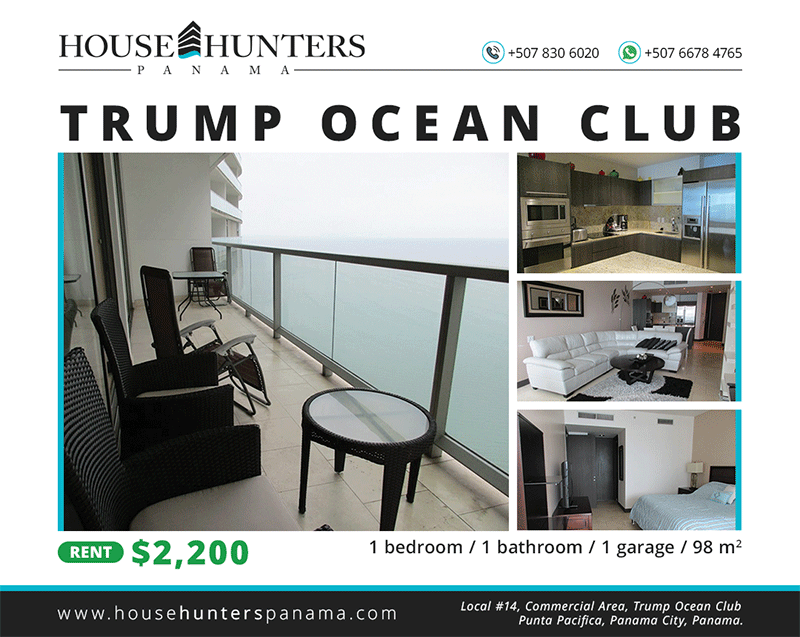 HOUSE HUNTERS
PANAMA
+507 830 6020
+507 6678 4765
TRUMP OCEAN CLUB
RENT $2,200
1 bedroom / 1 bathroom / 1 garage / 98 m²
www.househunterspanama.com
Local #14, Commercial Area, Trump Ocean Club
Punta Pacifica, Panama City, Panama.